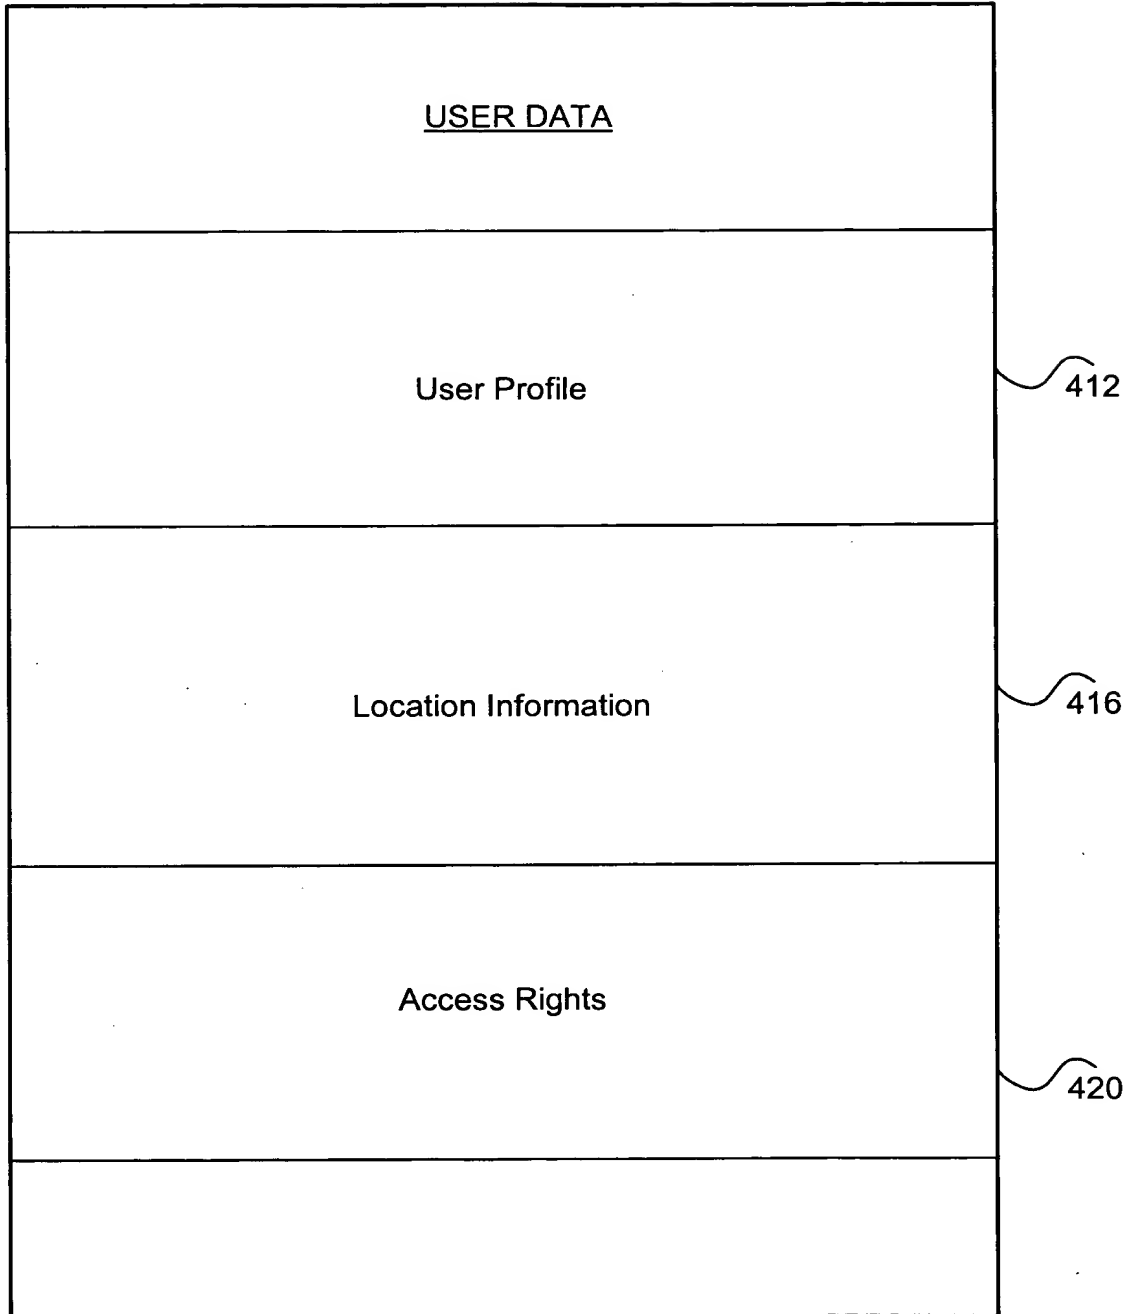 USER DATA
User Profile
412
Location Information
416
Access Rights
420